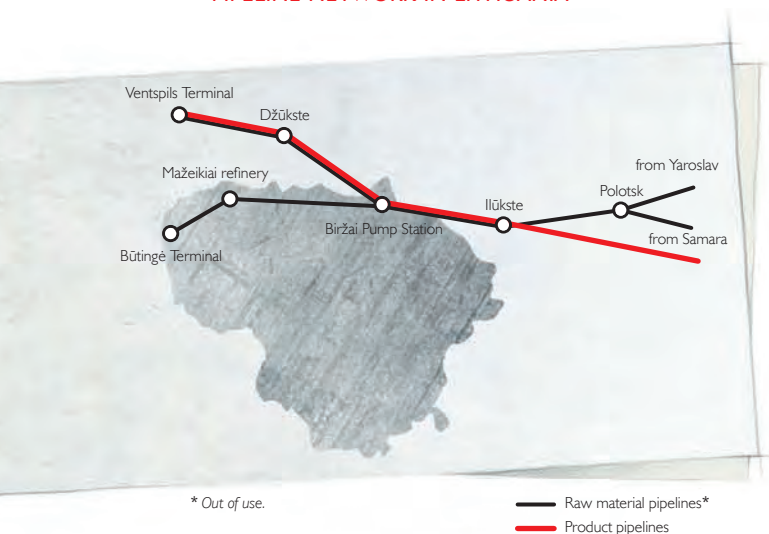 Ventspils Terminal
Džūkste
Mažeikiai refinery
from Yaroslav
Polotsk
Ilūkste
Biržai Pump Station
from Samara
Būtingė Terminal
* Out of use.
Raw material pipelines*
Product pipelines